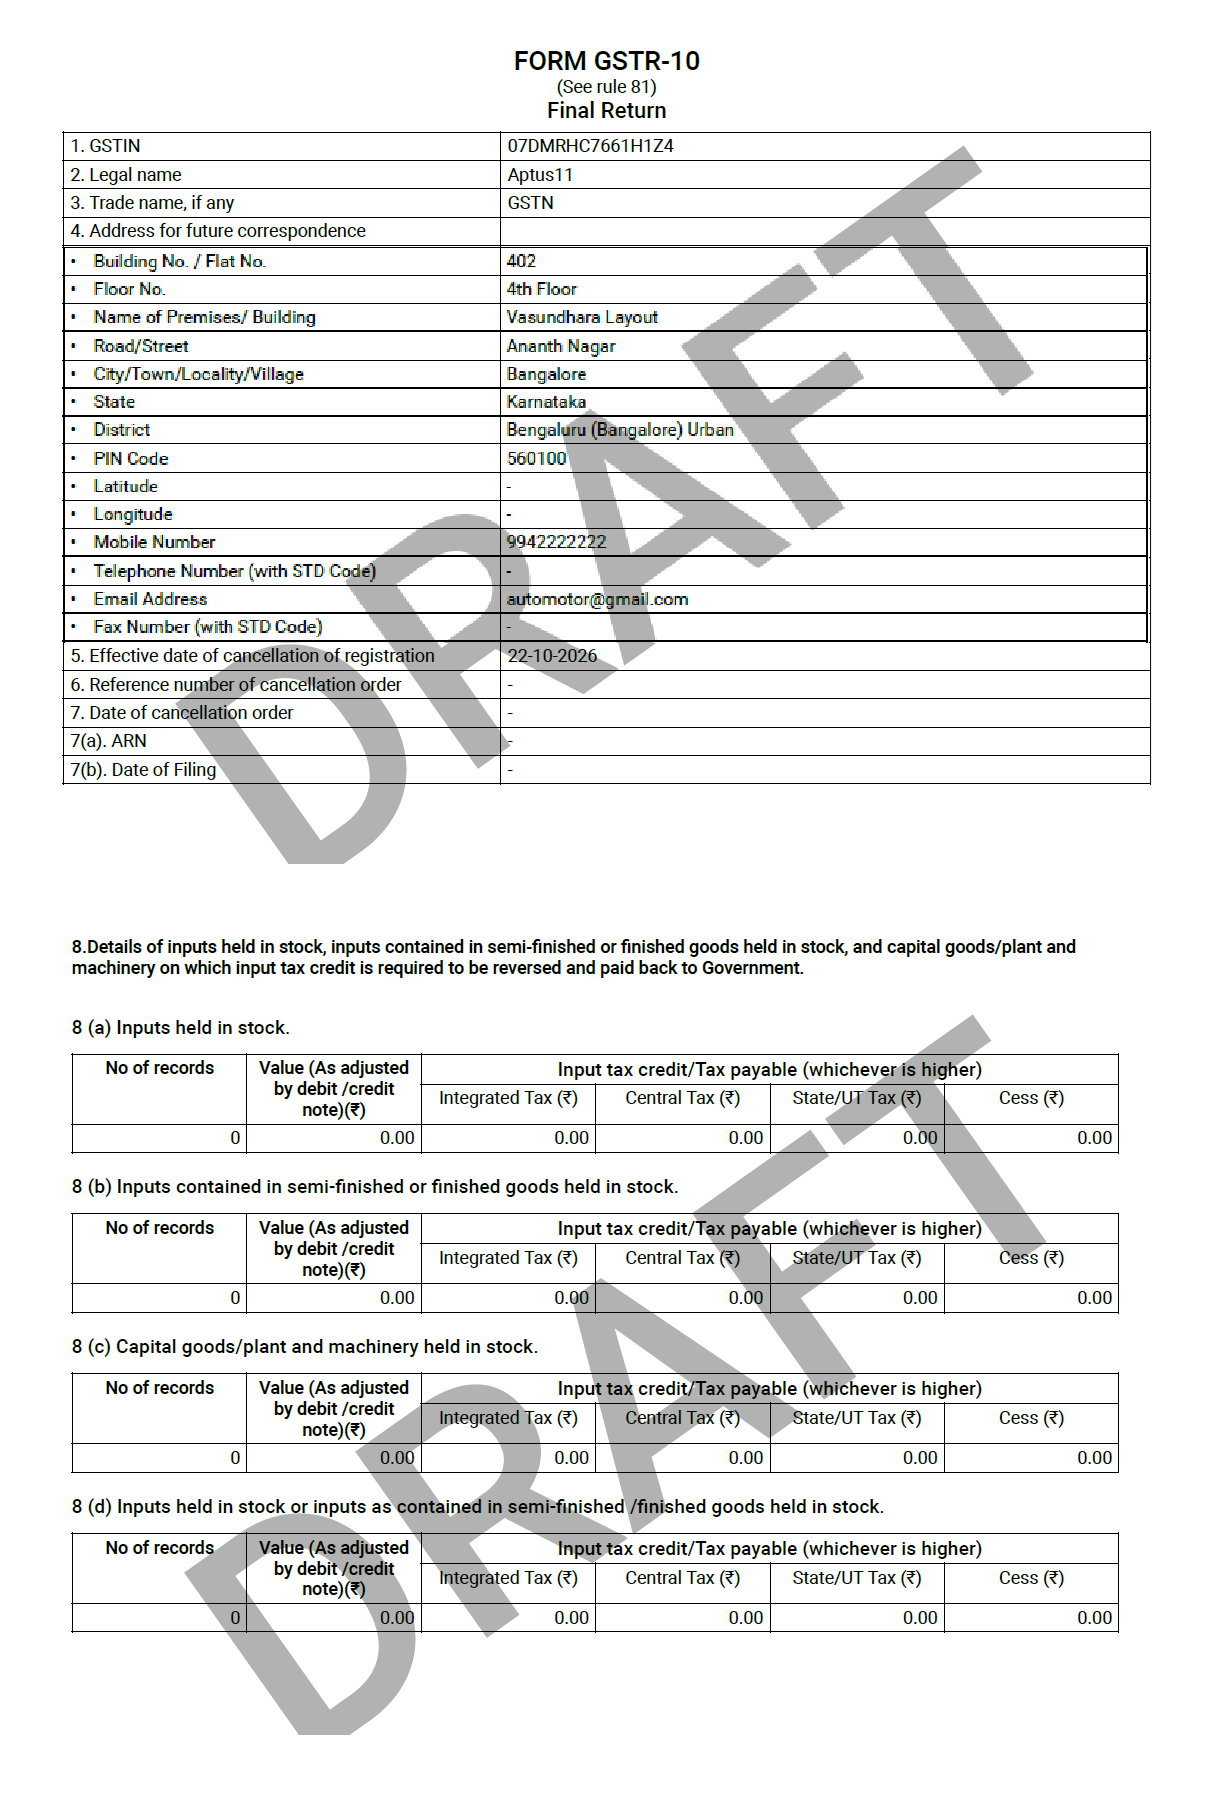 FORM GSTR-10
(See rule 81)
Final Return
1. GSTIN 07DMRHC7661H1Z4
2. Legal name Aptus11
3. Trade name, if any GSTN
4. Address for future correspondence
• Building No. / Flat No. 402
• Floor No. 4th Floor
• Name of Premises/ Building Vasundhara Layout
• Road/Street Ananth Nagar
• City/Town/Locality/Village Bangalore
• State Karnataka
• District Bengaluru (Bangalore) Urban
• PIN Code 560100
• Latitude -
• Longitude -
• Mobile Number 9942222222
• Telephone Number (with STD Code) -
• Email Address automotor@gmail.com
• Fax Number (with STD Code) -
5. Effective date of cancellation of registration 22-10-2026
6. Reference number of cancellation order -
7. Date of cancellation order -
7(a). ARN -
7(b). Date of Filing -
DRAFT
8.Details of inputs held in stock, inputs contained in semi-finished or finished goods held in stock, and capital goods/plant and
machinery on which input tax credit is required to be reversed and paid back to Government.
8 (a) Inputs held in stock.
No of records Value (As adjusted by debit /credit note)(₹) Input tax credit/Tax payable (whichever is higher)
Integrated Tax (₹) Central Tax (₹) State/UT Tax (₹) Cess (₹)
0 0.00 0.00 0.00 0.00 0.00
8 (b) Inputs contained in semi-finished or finished goods held in stock.
No of records Value (As adjusted by debit /credit note)(₹) Input tax credit/Tax payable (whichever is higher)
Integrated Tax (₹) Central Tax (₹) State/UT Tax (₹) Cess (₹)
0 0.00 0.00 0.00 0.00 0.00
8 (c) Capital goods/plant and machinery held in stock.
No of records Value (As adjusted by debit /credit note)(₹) Input tax credit/Tax payable (whichever is higher)
Integrated Tax (₹) Central Tax (₹) State/UT Tax (₹) Cess (₹)
0 0.00 0.00 0.00 0.00 0.00
8 (d) Inputs held in stock or inputs as contained in semi-finished /finished goods held in stock.
No of records Value (As adjusted by debit /credit note)(₹) Input tax credit/Tax payable (whichever is higher)
Integrated Tax (₹) Central Tax (₹) State/UT Tax (₹) Cess (₹)
0 0.00 0.00 0.00 0.00 0.00
DRAFT